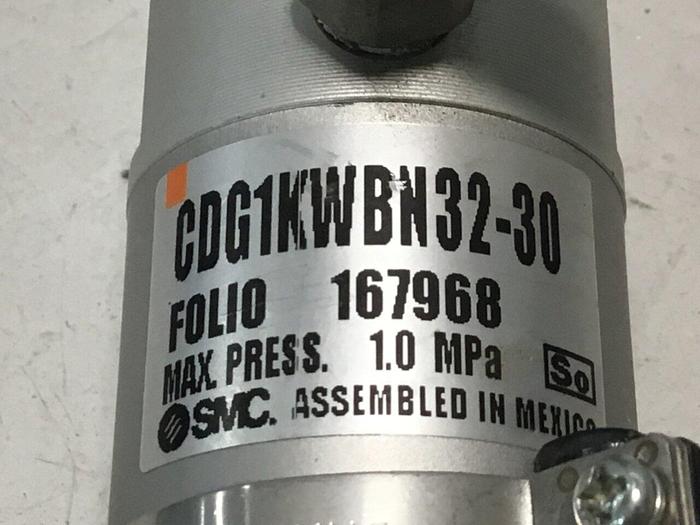 CDG1KWBN32-30
FOLIO 167968
MAX. PRESS. 1.0 MPa
So
SMC. ASSEMBLED IN MEXICO